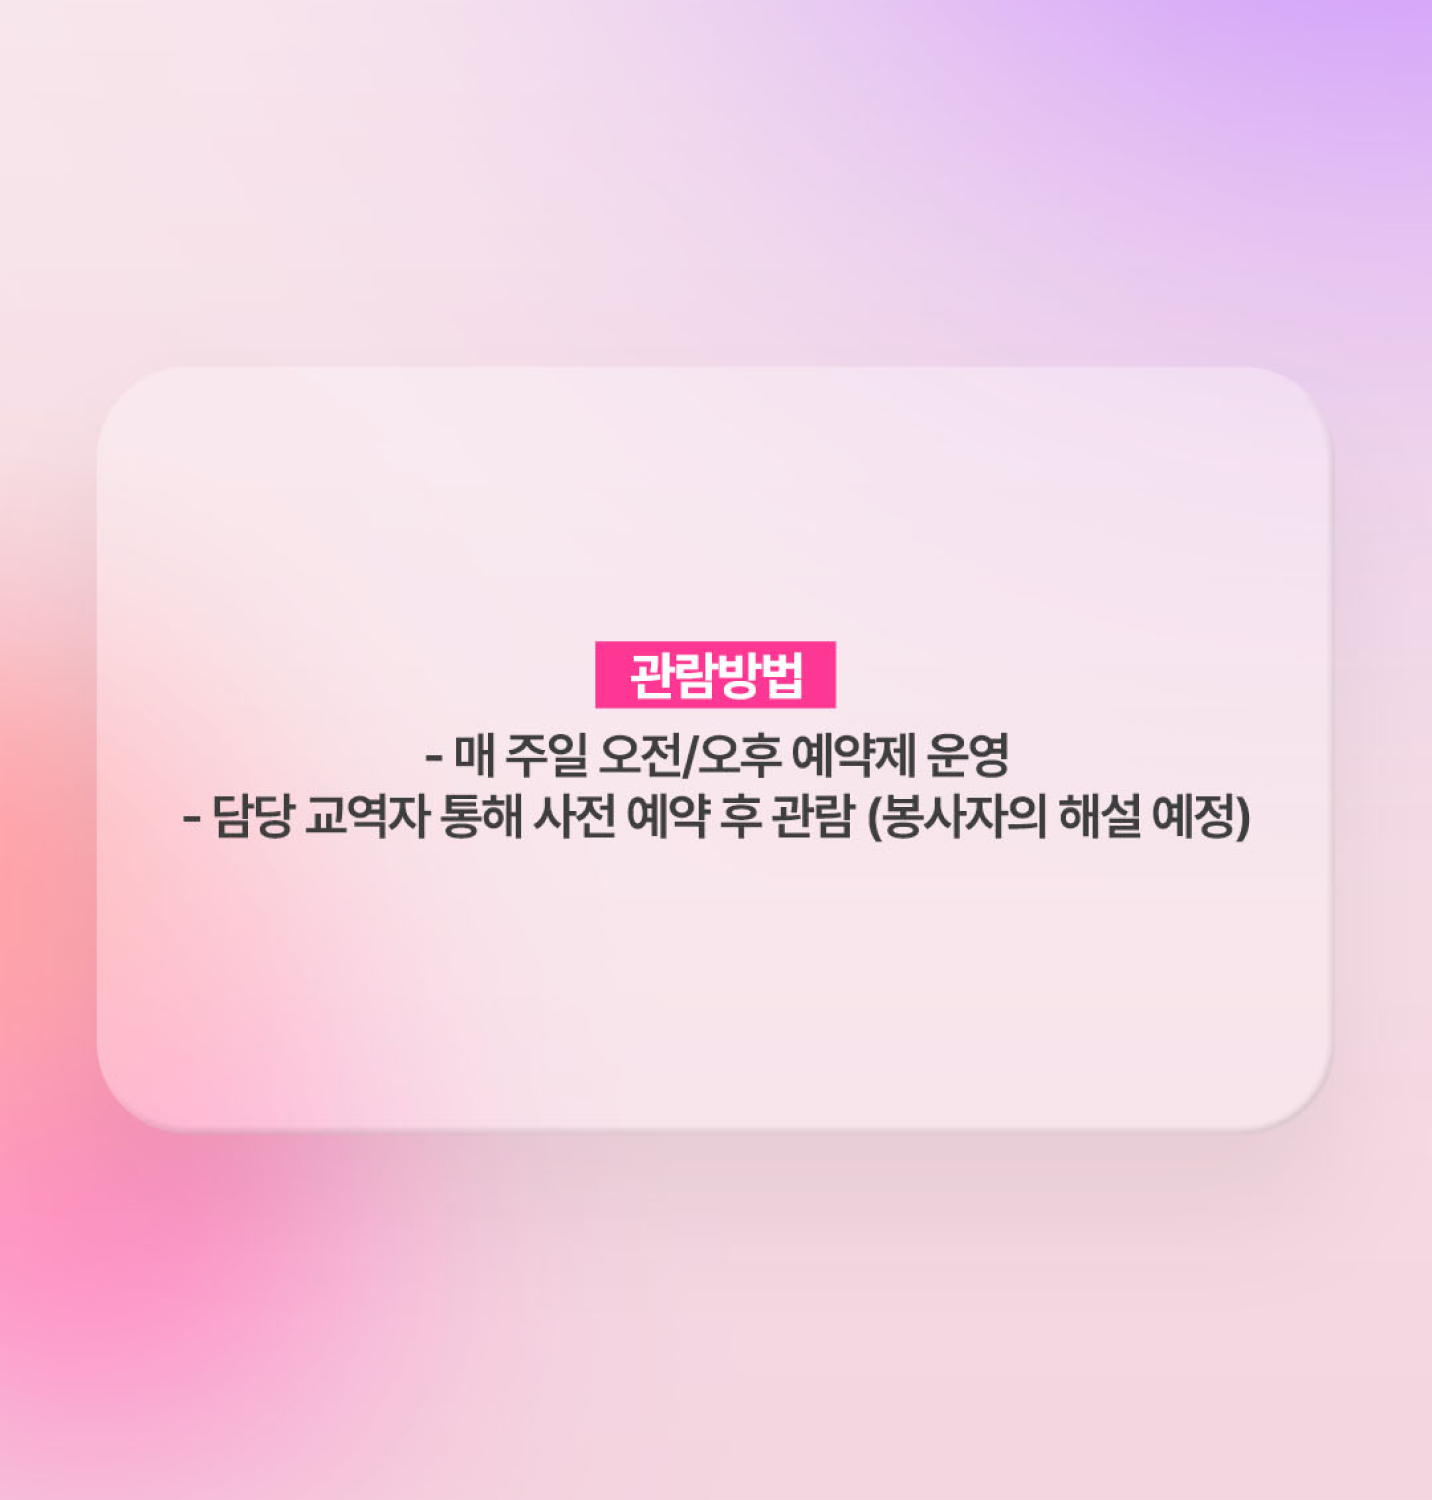 관람방법
- 매 주일 오전/오후 예약제 운영
- 담당 교역자 통해 사전 예약 후 관람 (봉사자의 해설 예정)